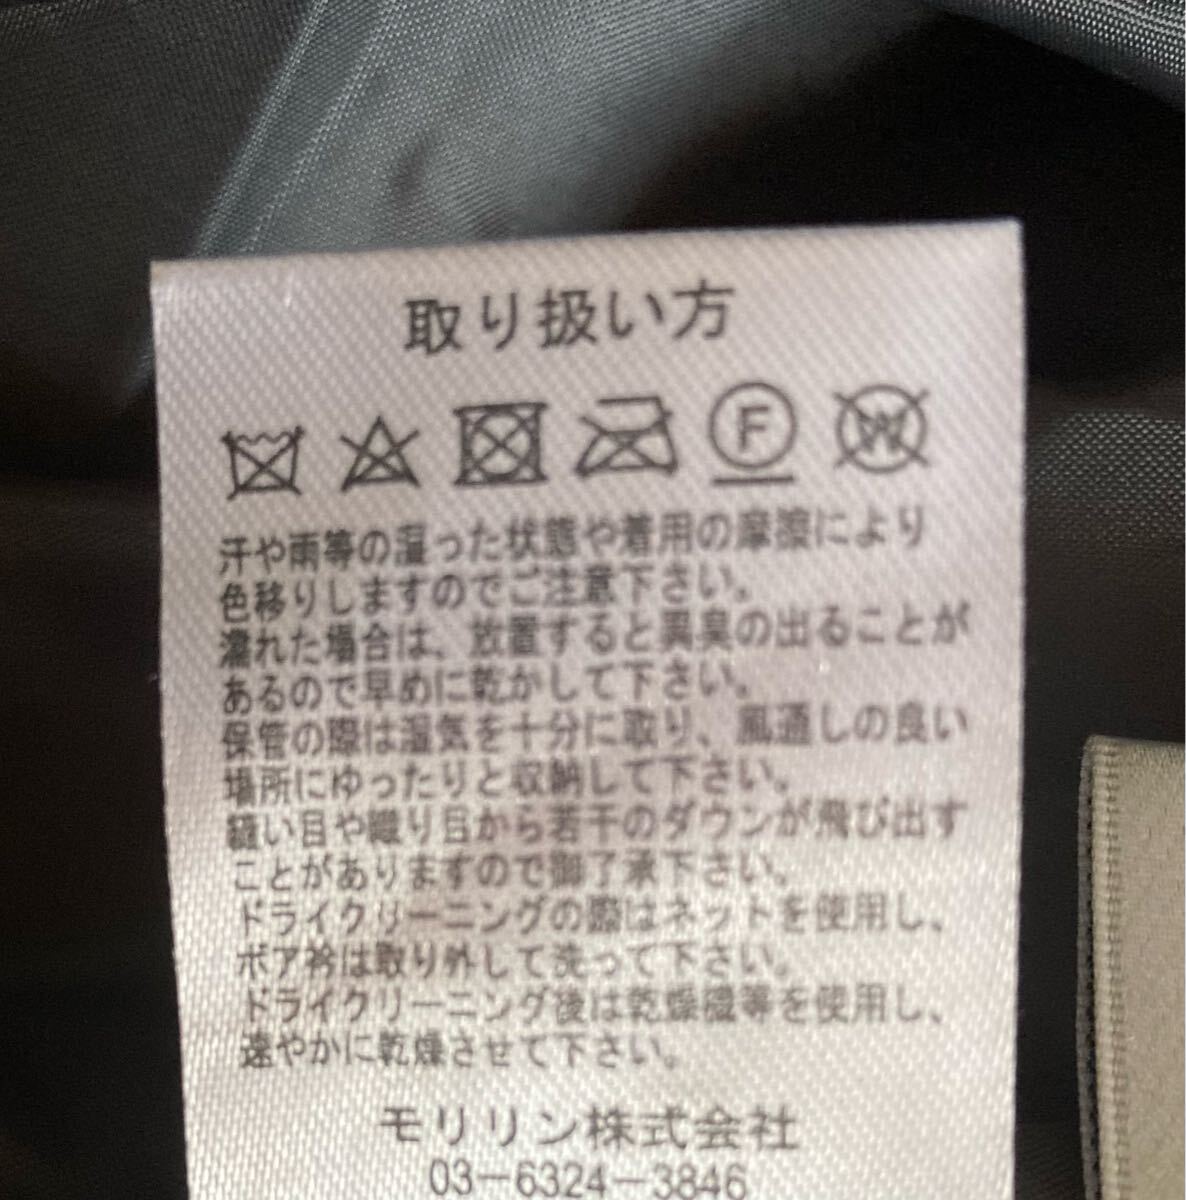 取り扱い方
F W
汗や雨等の湿った状態や着用の摩擦により
色移りしますのでご注意下さい。
濡れた場合は、放置すると異臭の出ることが
あるので早めに乾かして下さい。
保管の際は湿気を十分に取り、風通しの良い
場所にゆったりと収納して下さい。
縫い目や織り目から若干のダウンが飛び出す
ことがありますので御了承下さい。
ドライクリーニングの際はネットを使用し、
ボア衿は取り外して洗って下さい。
ドライクリーニング後は乾燥機等を使用し、
速やかに乾燥させて下さい。
モリリン株式会社
03-6324-3846